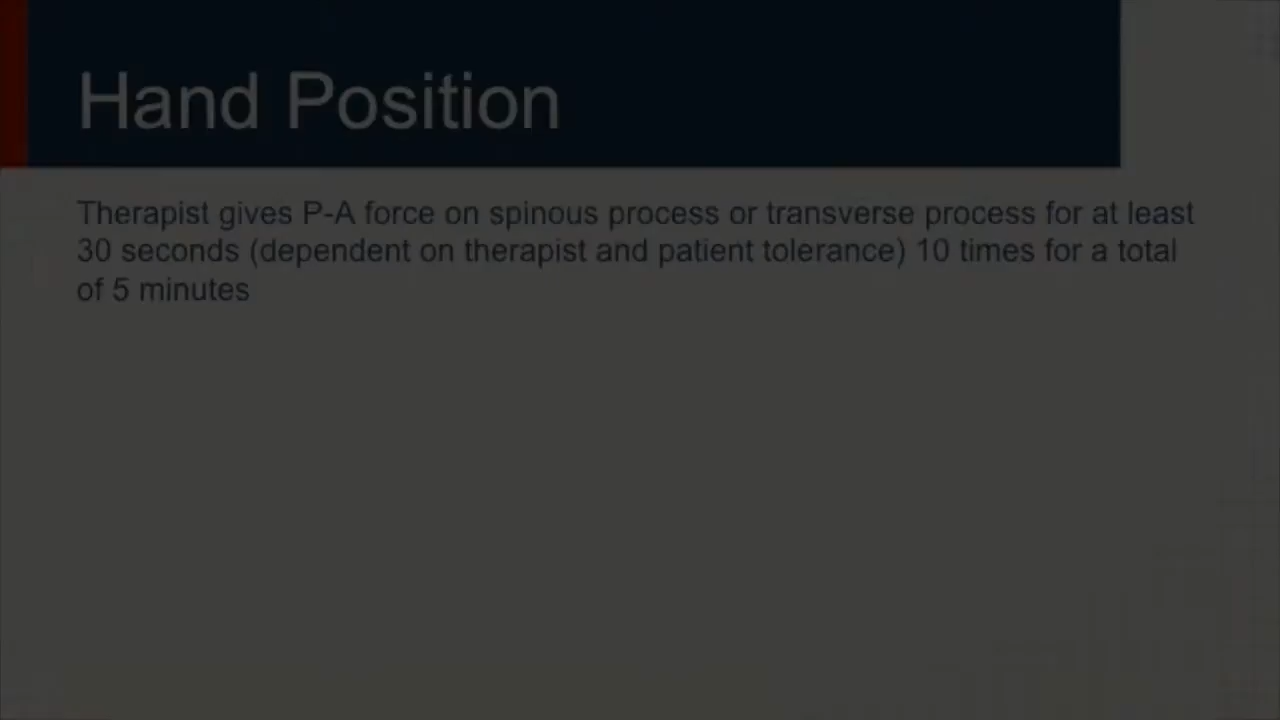 Hand Position
Therapist gives P-A force on spinous process or transverse process for at least
30 seconds (dependent on therapist and patient tolerance) 10 times for a total
of 5 minutes